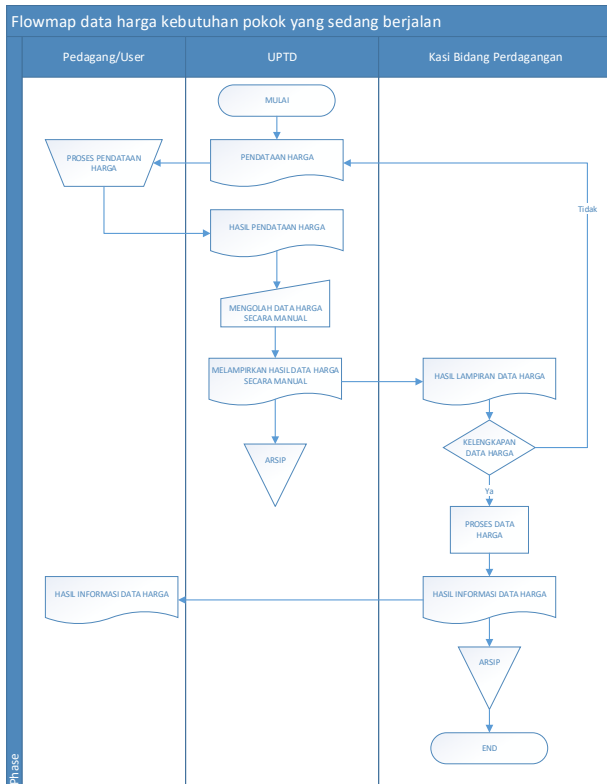 Flowmap data harga kebutuhan pokok yang sedang berjalan
Pedagang/User
UPTD
Kasi Bidang Perdagangan
MULAI
PROSES PENDATAAN
HARGA
PENDATAAN HARGA
Tidak
HASIL PENDATAAN HARGA
MENGOLAH DATA HARGA
SECARA MANUAL
MELAMPIRKAN HASIL DATA HARGA
SECARA MANUAL
HASIL LAMPIRAN DATA HARGA
ARSIP
KELENGKAPAN
DATA HARGA
Ya
PROSES DATA
HARGA
HASIL INFORMASI DATA HARGA
HASIL INFORMASI DATA HARGA
ARSIP
END
Phase